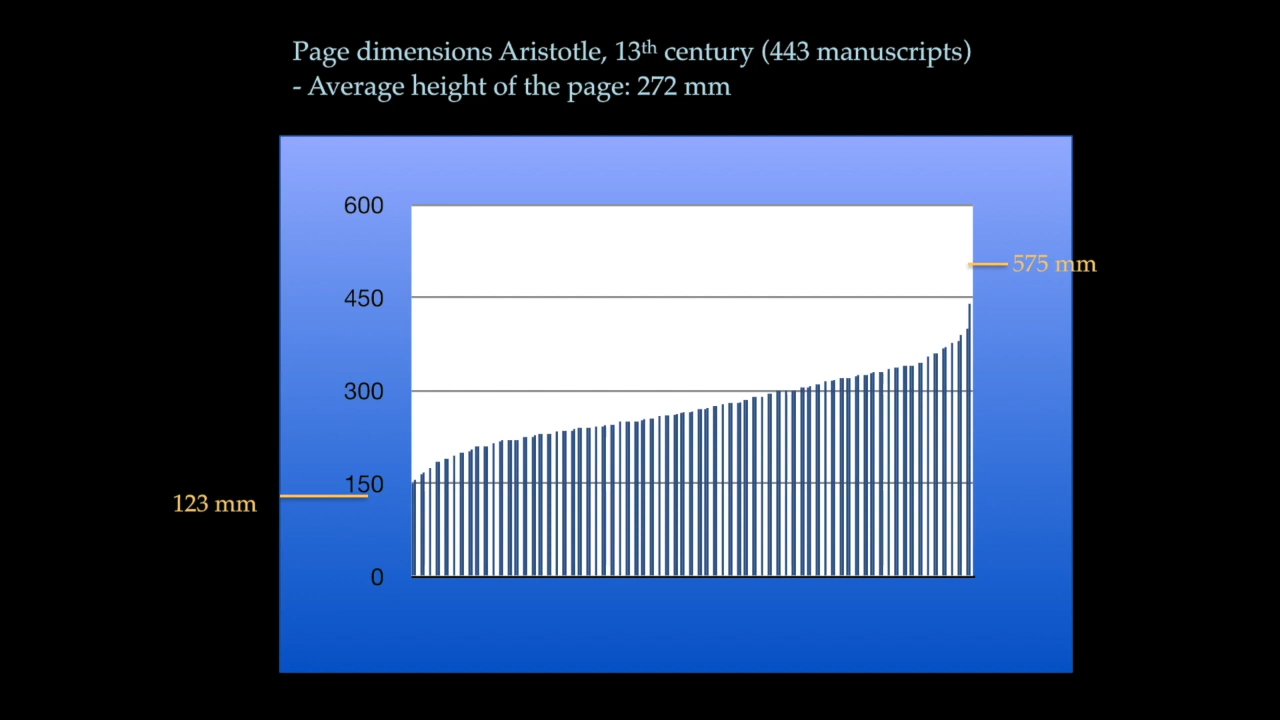 Page dimensions Aristotle, 13th century (443 manuscripts)
- Average height of the page: 272 mm
600
575 mm
450
300
150
123 mm
0